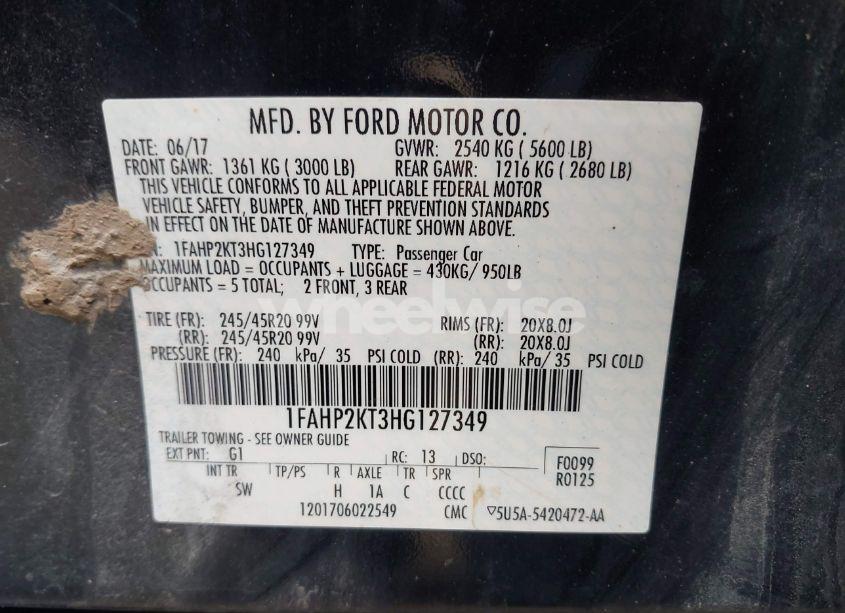 MFD. BY FORD MOTOR CO.
DATE: 06/17 GVWR: 2540 KG ( 5600 LB)
FRONT GAWR: 1361 KG ( 3000 LB) REAR GAWR: 1216 KG ( 2680 LB)
THIS VEHICLE CONFORMS TO ALL APPLICABLE FEDERAL MOTOR
VEHICLE SAFETY, BUMPER, AND THEFT PREVENTION STANDARDS
IN EFFECT ON THE DATE OF MANUFACTURE SHOWN ABOVE.
N: 1FAHP2KT3HG127349 TYPE: Passenger Car
MAXIMUM LOAD = OCCUPANTS + LUGGAGE = 430KG/ 950LB
OCCUPANTS = 5 TOTAL; 2 FRONT, 3 REAR
wheelwise
TIRE (FR): 245/45R20 99V RIMS (FR): 20X8.0J
(RR): 245/45R20 99V (RR): 20X8.0J
PRESSURE (FR): 240 kPa/ 35 PSI COLD (RR): 240 kPa/ 35 PSI COLD
1FAHP2KT3HG127349
TRAILER TOWING - SEE OWNER GUIDE
EXT PNT: G1 RC: 13 DSO: F0099
R0125
INT TR TP/PS R AXLE TR SPR
SW H 1A C CCCC
1201706022549 CMC ▽5U5A-5420472-AA